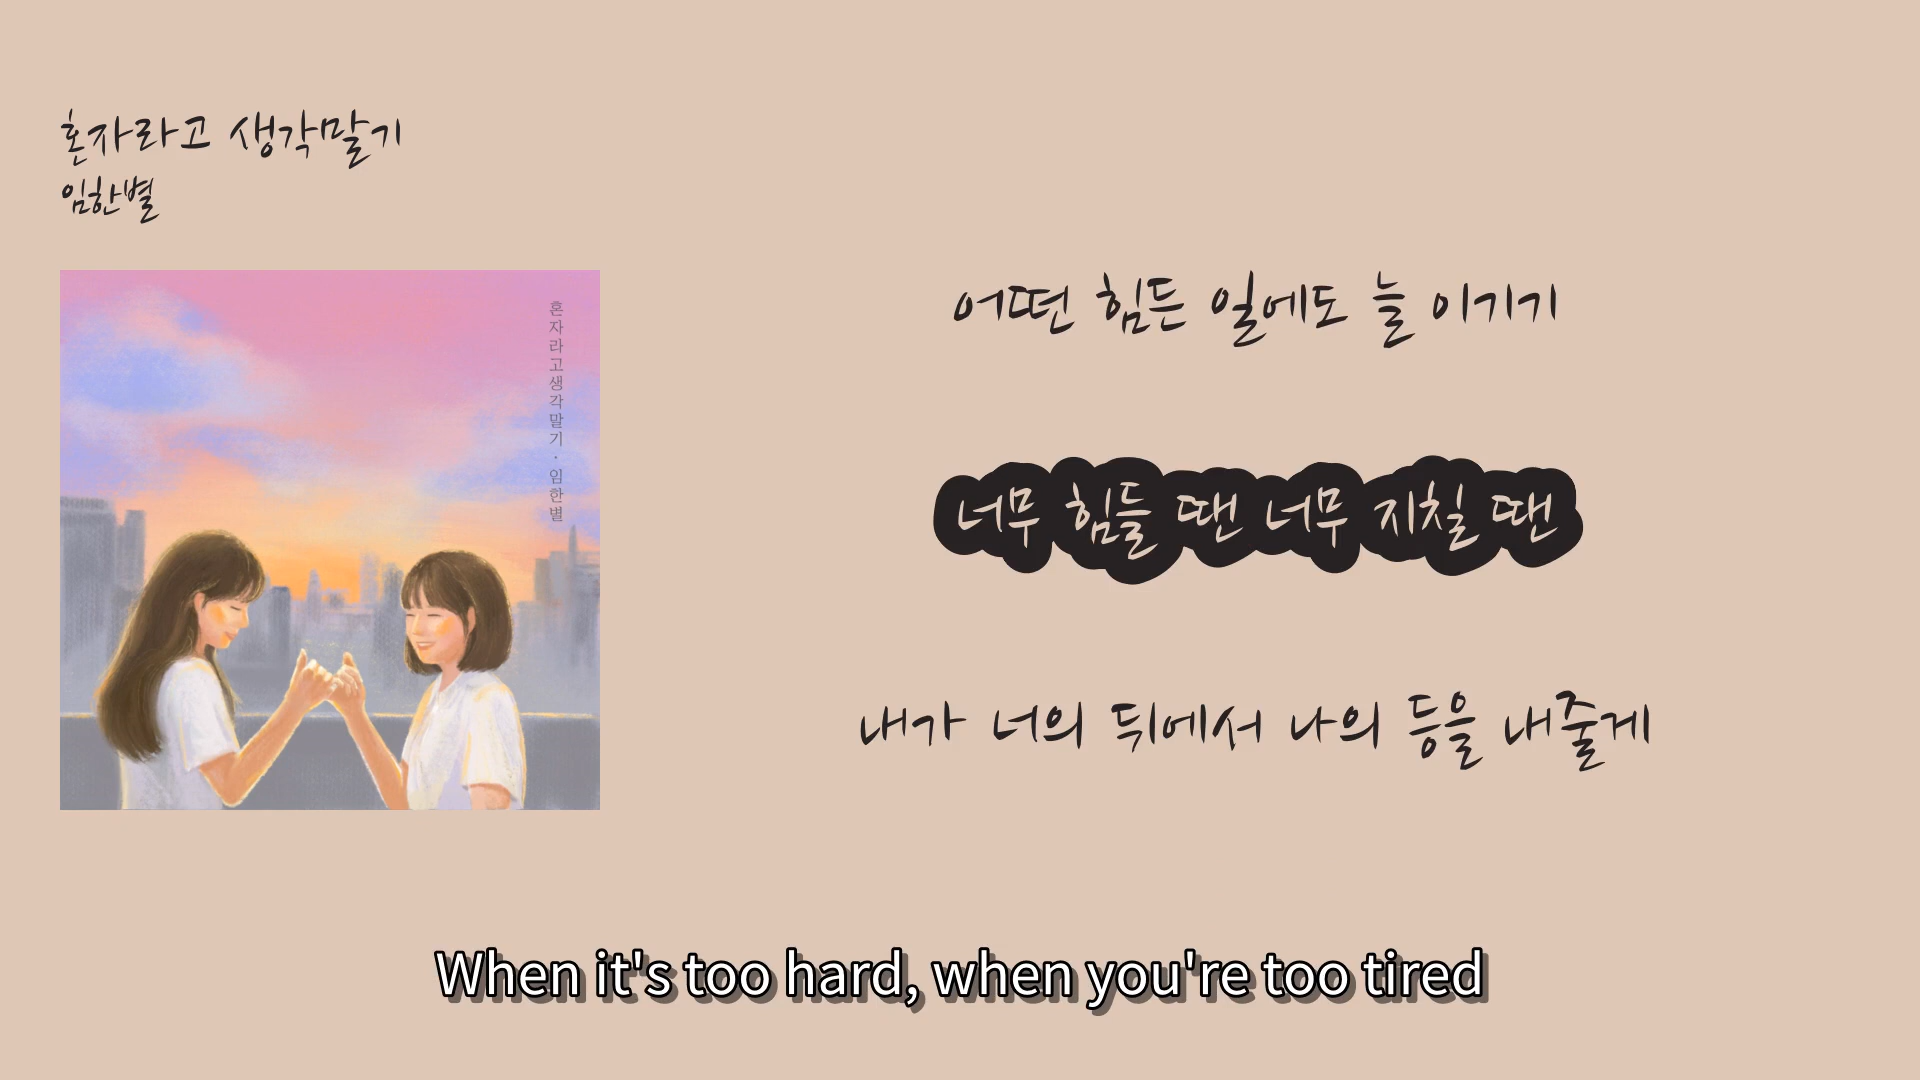 혼자라고 생각말기
임한별
혼자라고생각말기 · 임한별
어떤 힘든 일에도 늘 이기기
너무 힘들 땐 너무 지칠 땐
내가 너의 뒤에서 나의 등을 내줄게
When it's too hard, when you're too tired